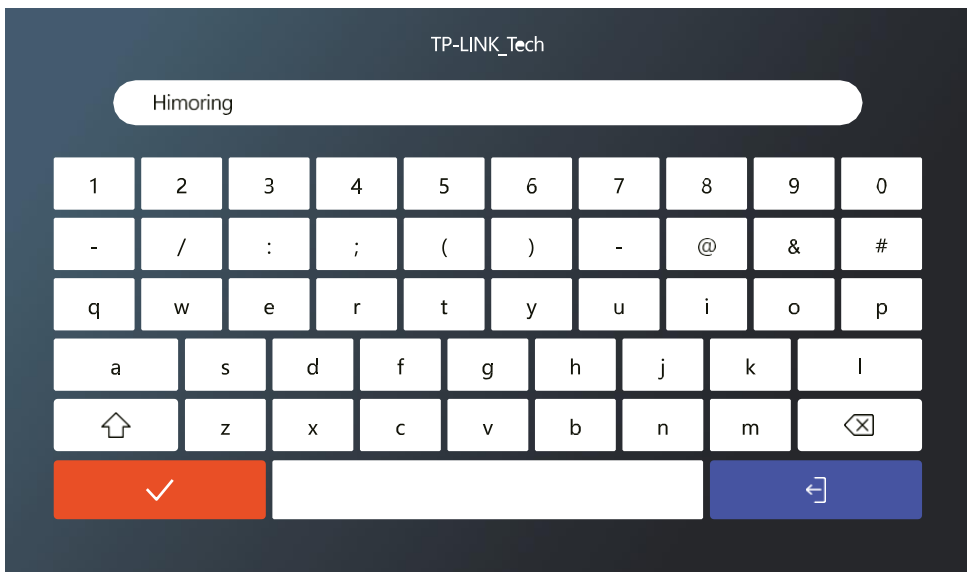 TP-LINK_Tech
Himoring
1 2 3 4 5 6 7 8 9 0
- / : ; ( ) - @ & #
q w e r t y u i o p
a s d f g h j k l
z x c v b n m